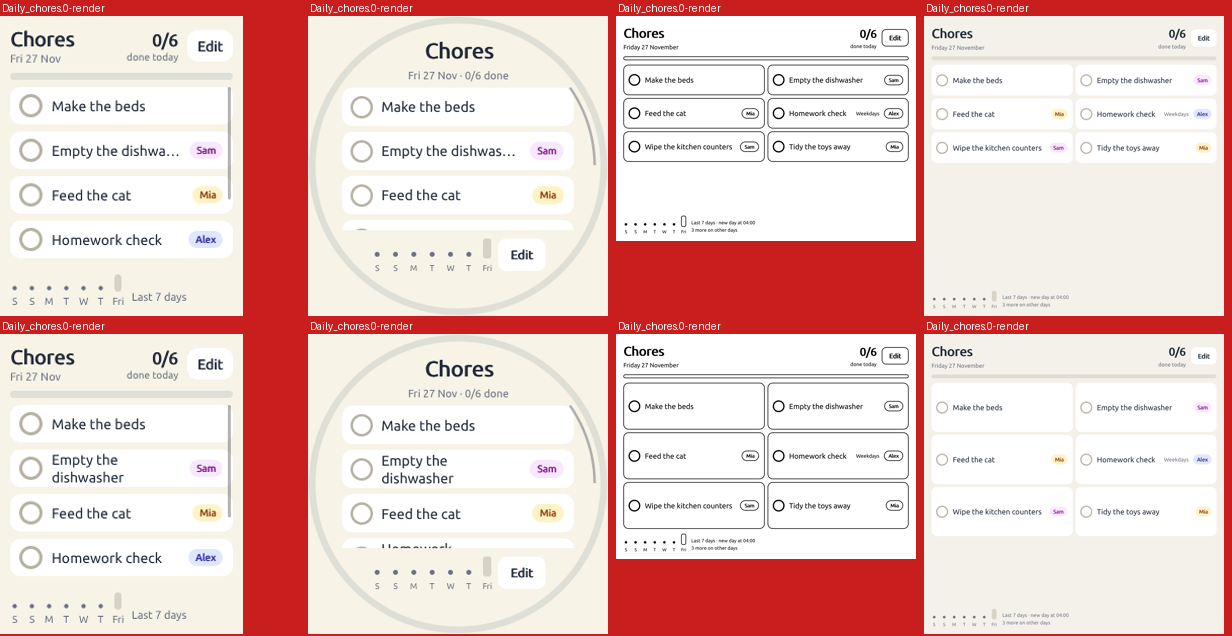 Daily_chores.0-render
Chores
Fri 27 Nov
0/6
done today
Edit
Make the beds
Empty the dishwa…
Sam
Feed the cat
Mia
Homework check
Alex
S S M T W T Fri
Last 7 days
Daily_chores.0-render
Chores
Fri 27 Nov · 0/6 done
Make the beds
Empty the dishwas…
Sam
Feed the cat
Mia
S S M T W T Fri
Edit
Daily_chores.0-render
Chores
Friday 27 November
0/6
done today
Edit
Make the beds
Empty the dishwasher
Sam
Feed the cat
Mia
Homework check
Weekdays
Alex
Wipe the kitchen counters
Sam
Tidy the toys away
Mia
S S M T W T Fri
Last 7 days · new day at 04:00
3 more on other days
Daily_chores.0-render
Chores
Friday 27 November
0/6
done today
Edit
Make the beds
Empty the dishwasher
Sam
Feed the cat
Mia
Homework check
Weekdays
Alex
Wipe the kitchen counters
Sam
Tidy the toys away
Mia
S S M T W T Fri
Last 7 days · new day at 04:00
3 more on other days
Daily_chores.0-render
Chores
Fri 27 Nov
0/6
done today
Edit
Make the beds
Empty the
dishwasher
Sam
Feed the cat
Mia
Homework check
Alex
S S M T W T Fri
Last 7 days
Daily_chores.0-render
Chores
Fri 27 Nov · 0/6 done
Make the beds
Empty the
dishwasher
Sam
Feed the cat
Mia
Homework
S S M T W T Fri
Edit
Daily_chores.0-render
Chores
Friday 27 November
0/6
done today
Edit
Make the beds
Empty the dishwasher
Sam
Feed the cat
Mia
Homework check
Weekdays
Alex
Wipe the kitchen counters
Sam
Tidy the toys away
Mia
S S M T W T Fri
Last 7 days · new day at 04:00
3 more on other days
Daily_chores.0-render
Chores
Friday 27 November
0/6
done today
Edit
Make the beds
Empty the dishwasher
Sam
Feed the cat
Mia
Homework check
Weekdays
Alex
Wipe the kitchen counters
Sam
Tidy the toys away
Mia
S S M T W T Fri
Last 7 days · new day at 04:00
3 more on other days